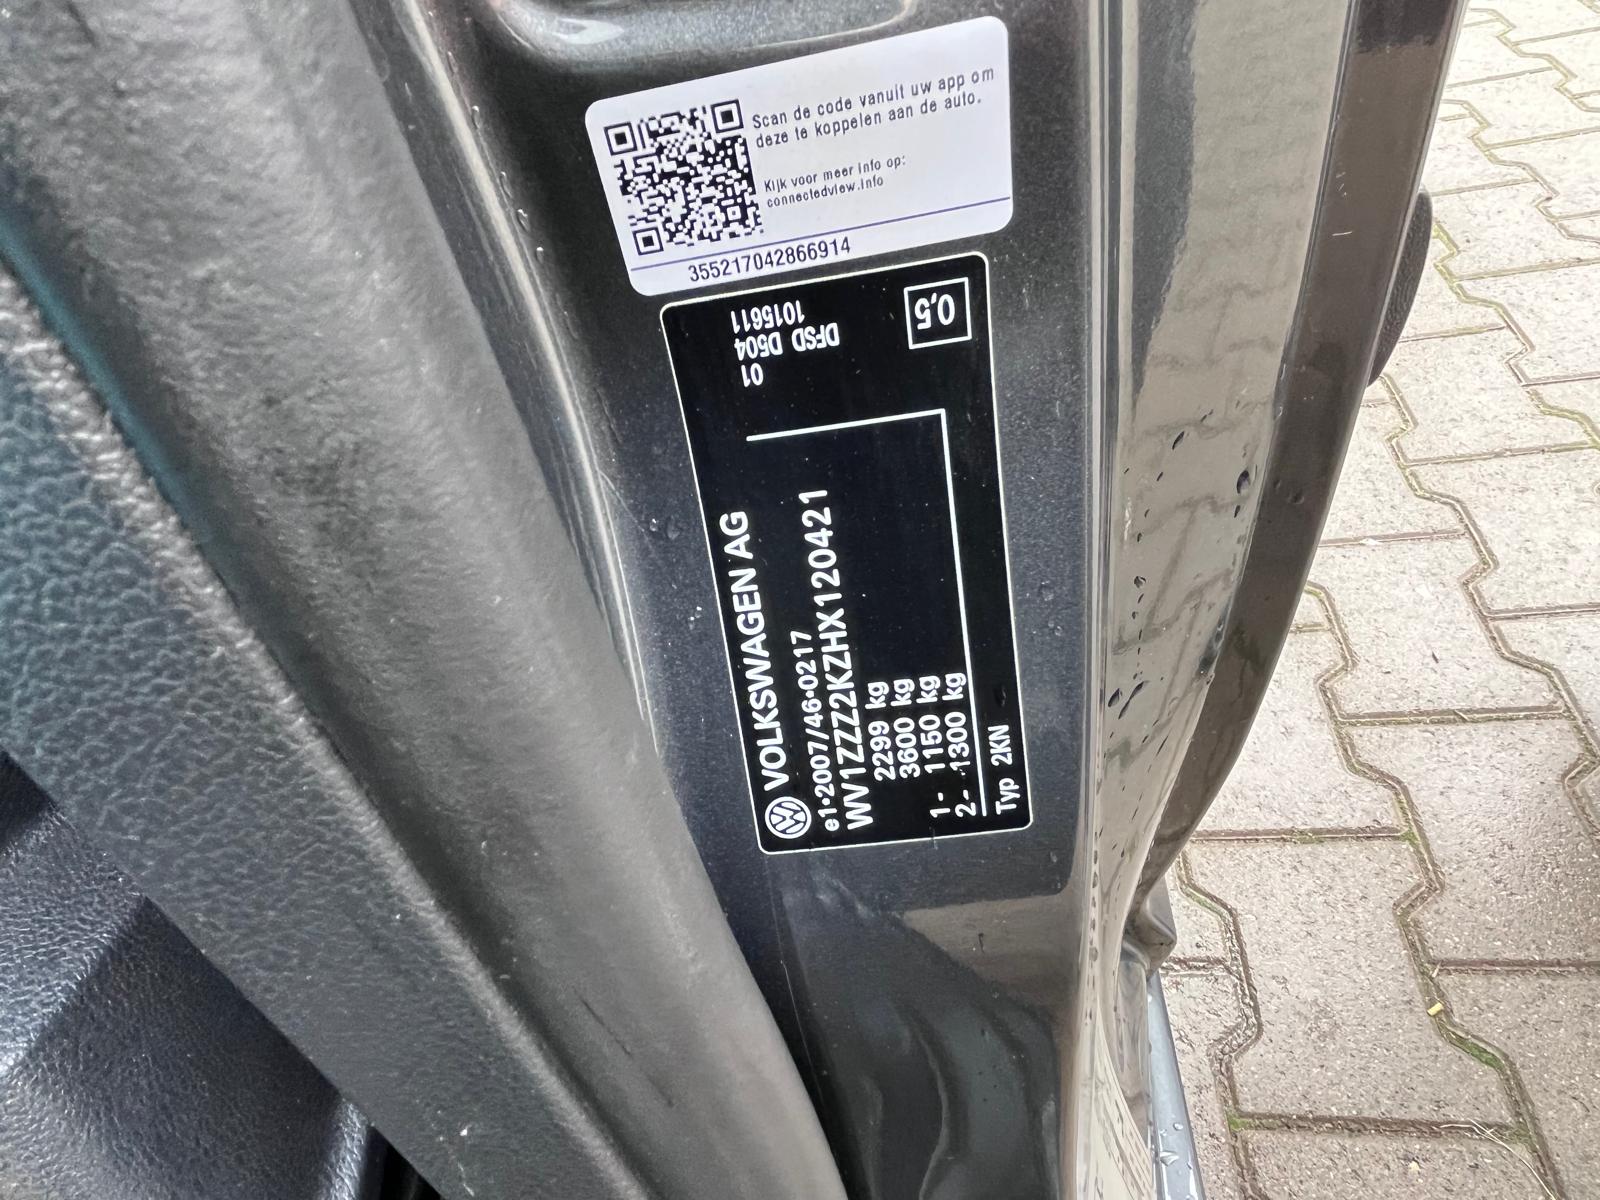 Scan de code vanuit uw app om
deze te koppelen aan de auto.
Kijk voor meer info op:
connectedview.info
355217042866914
VOLKSWAGEN AG
e1*2007/46*0217
WV1ZZZ2KZHX120421
2299 kg
3600 kg
1- 1150 kg
2- 1300 kg
Typ 2KN
01
DFSD D504
1015611
0,5